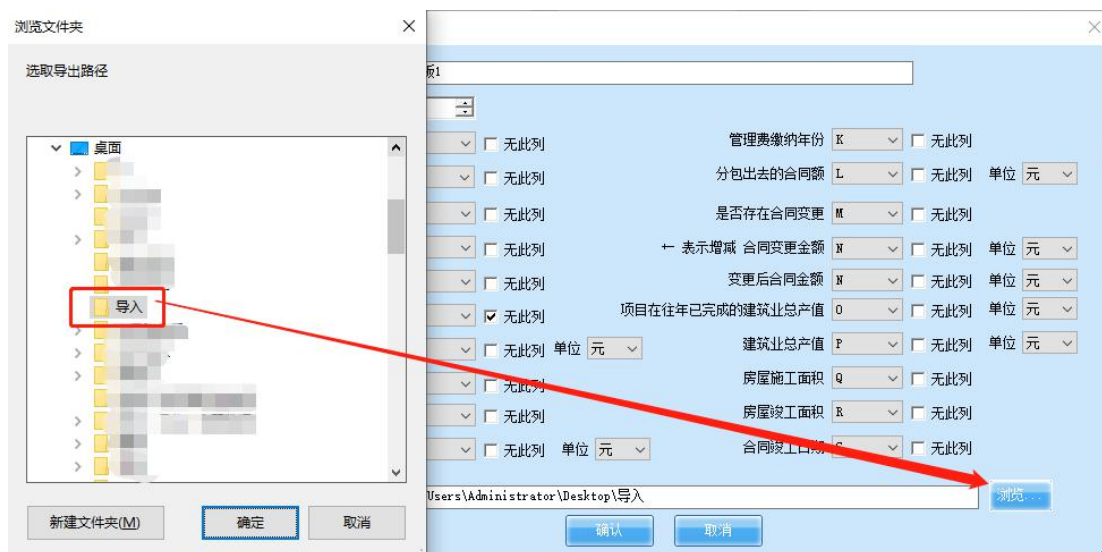 浏览文件夹
选取导出路径
桌面
导入
新建文件夹(M) 确定 取消
版1
无此列 管理费缴纳年份 K 无此列
无此列 分包出去的合同额 L 无此列 单位 元
无此列 是否存在合同变更 M 无此列
无此列 ← 表示增减 合同变更金额 N 无此列 单位 元
无此列 变更后合同金额 N 无此列 单位 元
无此列 项目在往年已完成的建筑业总产值 O 无此列 单位 元
无此列 单位 元 建筑业总产值 P 无此列 单位 元
无此列 房屋施工面积 Q 无此列
无此列 房屋竣工面积 R 无此列
无此列 单位 元 合同竣工日期 无此列
Users\Administrator\Desktop\导入 浏览...
确认 取消